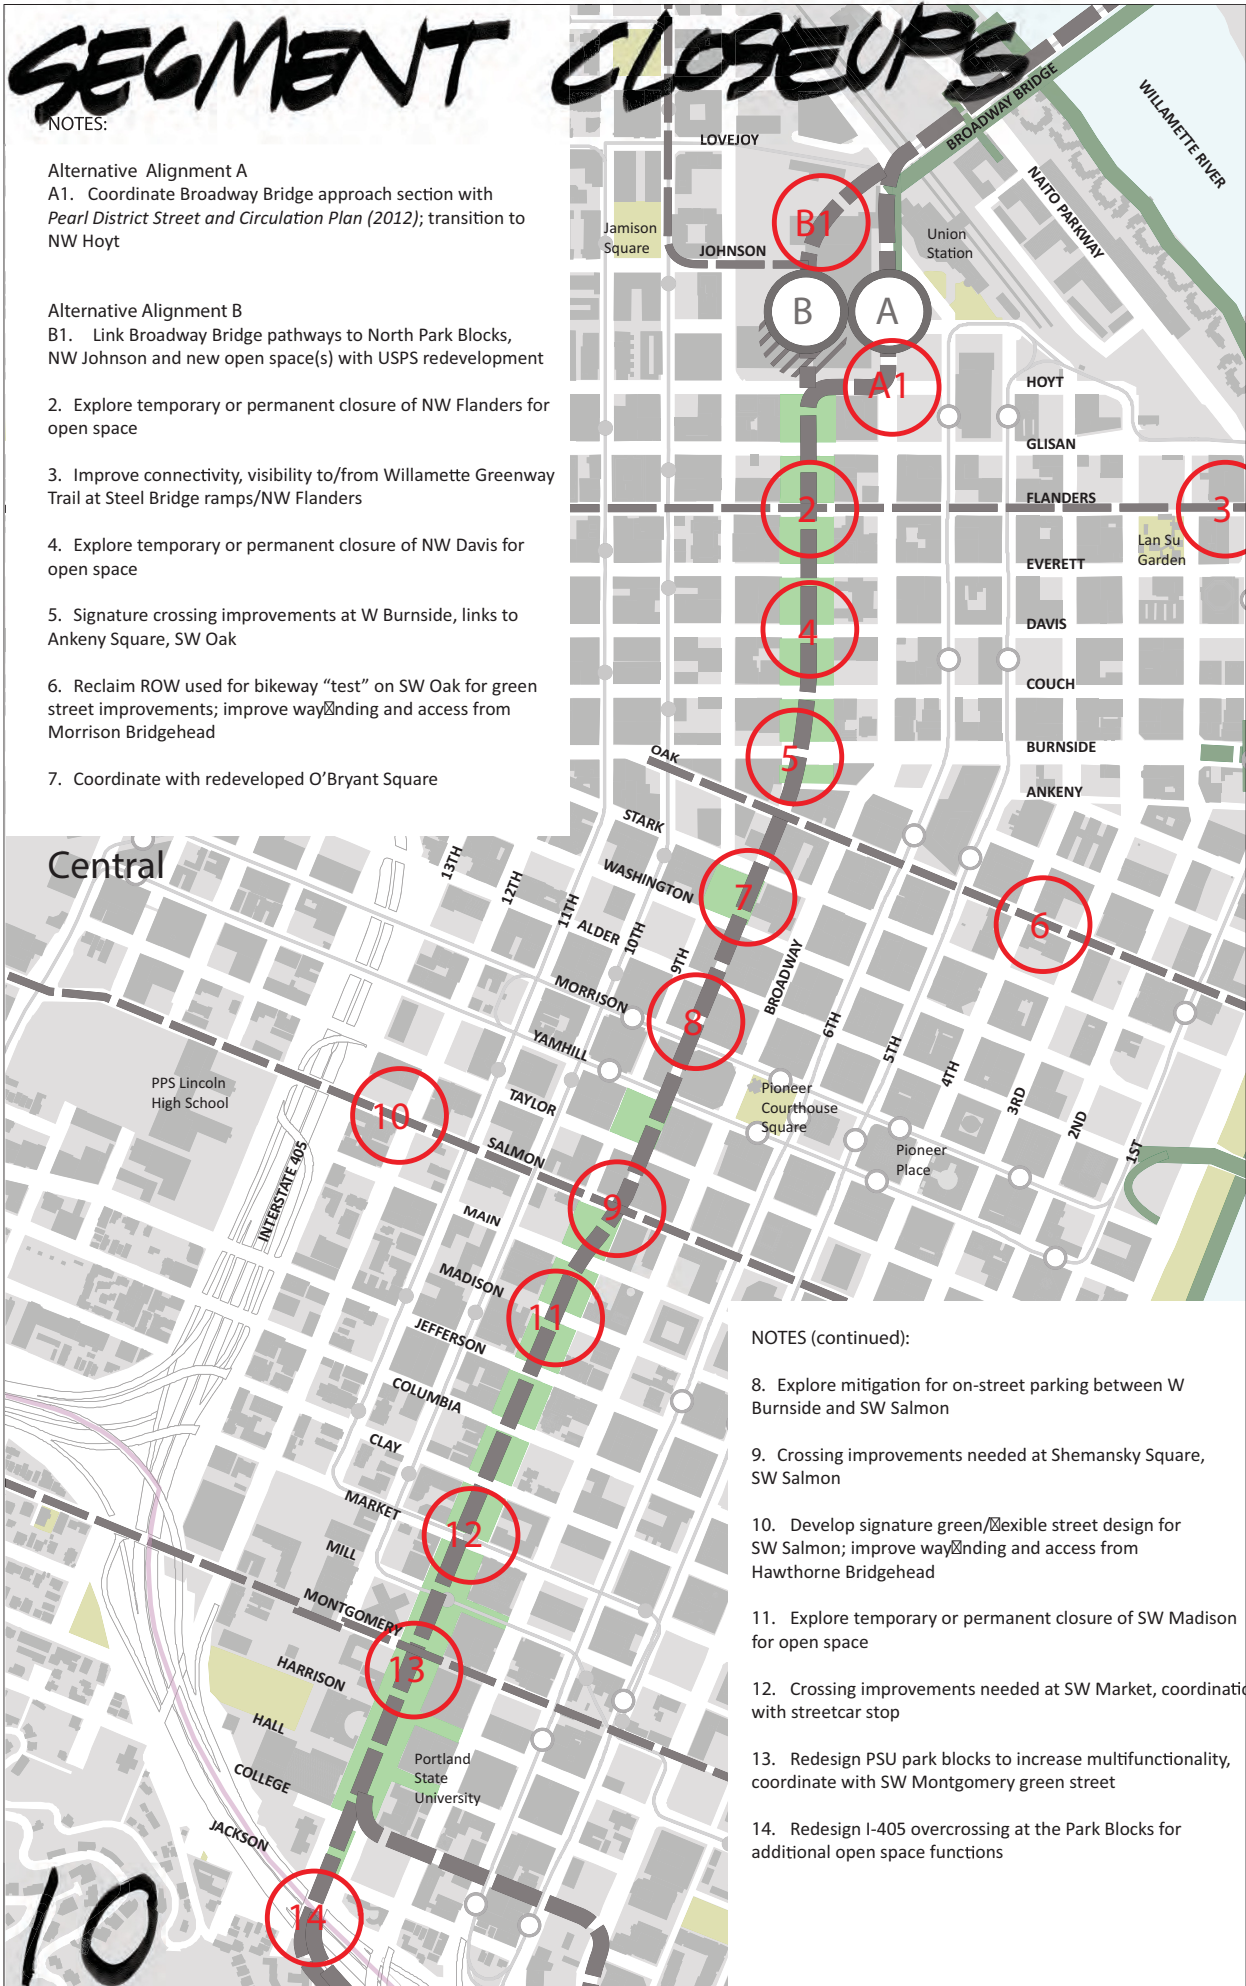 SEGMENT CLOSEUPS
NOTES:
Alternative Alignment A
A1. Coordinate Broadway Bridge approach section with
Pearl District Street and Circulation Plan (2012); transition to
NW Hoyt
Alternative Alignment B
B1. Link Broadway Bridge pathways to North Park Blocks,
NW Johnson and new open space(s) with USPS redevelopment
2. Explore temporary or permanent closure of NW Flanders for
open space
3. Improve connectivity, visibility to/from Willamette Greenway
Trail at Steel Bridge ramps/NW Flanders
4. Explore temporary or permanent closure of NW Davis for
open space
5. Signature crossing improvements at W Burnside, links to
Ankeny Square, SW Oak
6. Reclaim ROW used for bikeway “test” on SW Oak for green
street improvements; improve way☒nding and access from
Morrison Bridgehead
7. Coordinate with redeveloped O’Bryant Square
Central
LOVEJOY
BROADWAY BRIDGE
WILLAMETTE RIVER
NAITO PARKWAY
B1
Jamison
Square
JOHNSON
Union
Station
B
A
A1
HOYT
GLISAN
2
FLANDERS
3
Lan Su
Garden
EVERETT
4
DAVIS
COUCH
5
BURNSIDE
OAK
ANKENY
STARK
13TH
12TH
11TH
10TH
9TH
WASHINGTON
7
6
ALDER
BROADWAY
MORRISON
8
6TH
5TH
4TH
3RD
2ND
1ST
YAMHILL
PPS Lincoln
High School
10
TAYLOR
Pioneer
Courthouse
Square
Pioneer
Place
SALMON
INTERSTATE 405
9
MAIN
MADISON
11
JEFFERSON
COLUMBIA
CLAY
MARKET
12
MILL
MONTGOMERY
13
HARRISON
HALL
COLLEGE
Portland
State
University
JACKSON
14
10
NOTES (continued):
8. Explore mitigation for on-street parking between W
Burnside and SW Salmon
9. Crossing improvements needed at Shemansky Square,
SW Salmon
10. Develop signature green/☒exible street design for
SW Salmon; improve way☒nding and access from
Hawthorne Bridgehead
11. Explore temporary or permanent closure of SW Madison
for open space
12. Crossing improvements needed at SW Market, coordinatio
with streetcar stop
13. Redesign PSU park blocks to increase multifunctionality,
coordinate with SW Montgomery green street
14. Redesign I-405 overcrossing at the Park Blocks for
additional open space functions